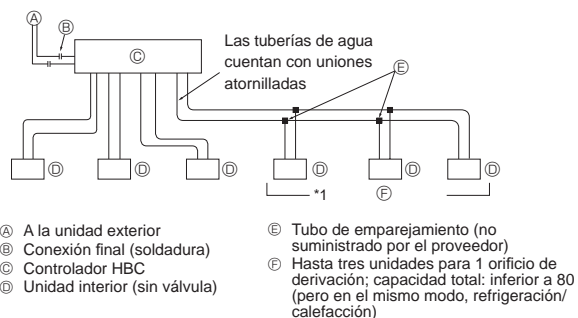 Ⓐ
Ⓑ
Ⓒ
Las tuberías de agua
cuentan con uniones
atornilladas
Ⓔ
Ⓓ Ⓓ Ⓓ Ⓓ Ⓓ Ⓓ
*1 Ⓕ
Ⓐ A la unidad exterior
Ⓑ Conexión final (soldadura)
Ⓒ Controlador HBC
Ⓓ Unidad interior (sin válvula)
Ⓔ Tubo de emparejamiento (no
suministrado por el proveedor)
Ⓕ Hasta tres unidades para 1 orificio de
derivación; capacidad total: inferior a 80
(pero en el mismo modo, refrigeración/
calefacción)